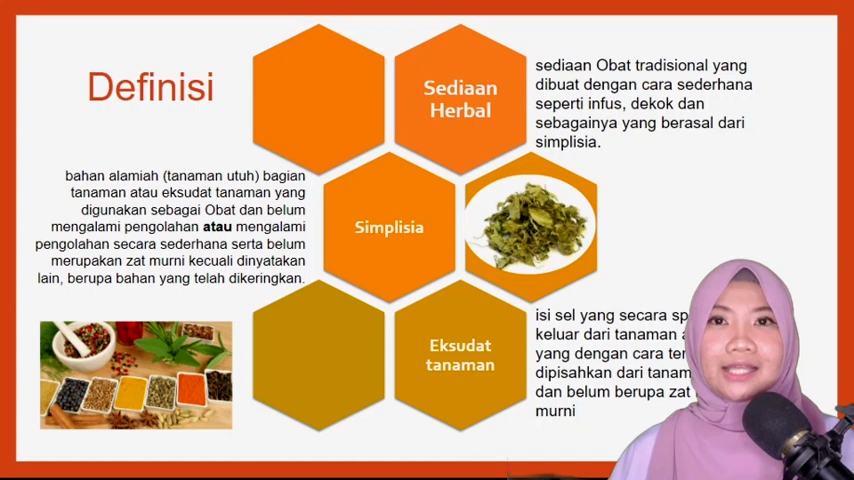 Definisi
Sediaan
Herbal
sediaan Obat tradisional yang
dibuat dengan cara sederhana
seperti infus, dekok dan
sebagainya yang berasal dari
simplisia.
bahan alamiah (tanaman utuh) bagian
tanaman atau eksudat tanaman yang
digunakan sebagai Obat dan belum
mengalami pengolahan atau mengalami
pengolahan secara sederhana serta belum
merupakan zat murni kecuali dinyatakan
lain, berupa bahan yang telah dikeringkan.
Simplisia
Eksudat
tanaman
isi sel yang secara
keluar dari tanaman
yang dengan cara
dipisahkan dari
dan belum berupa zat
murni